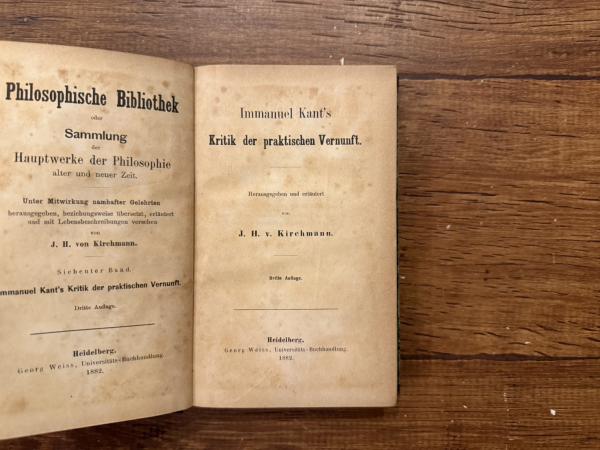 Philosophische Bibliothek
oder
Sammlung
der
Hauptwerke der Philosophie
alter und neuer Zeit.
Unter Mitwirkung namhafter Gelehrten
herausgegeben, beziehungsweise übersetzt, erläutert
und mit Lebensbeschreibungen versehen
von
J. H. von Kirchmann.
Siebenter Band.
Immanuel Kant's Kritik der praktischen Vernunft.
Dritte Auflage.
Heidelberg.
Georg Weiss, Universitäts-Buchhandlung.
1882.
Immanuel Kant's
Kritik der praktischen Vernunft.
Herausgegeben und erläutert
von
J. H. v. Kirchmann.
Dritte Auflage.
Heidelberg.
Georg Weiss, Universitäts-Buchhandlung.
1882.